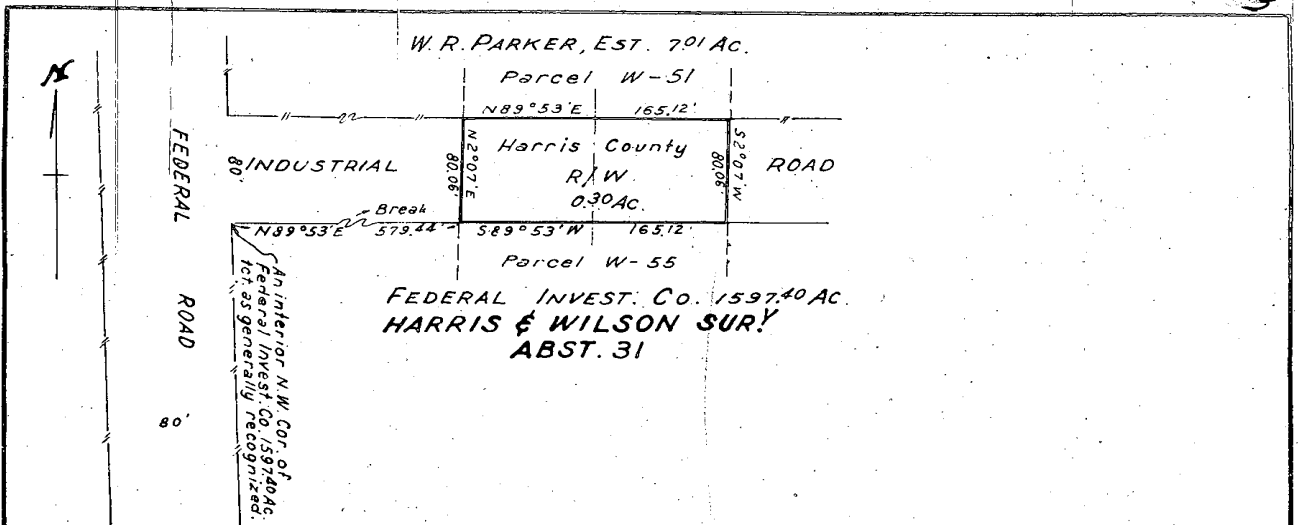 W. R. PARKER, EST. 7.01 AC.
N
Parcel W-51
N89°53'E 165.12'
FEDERAL
80'
INDUSTRIAL
N2°07'E
80.06'
Harris County
R/W
0.30 Ac.
S2°07'W
80.06'
ROAD
Break
N89°53'E 579.44'
S89°53'W 165.12'
Parcel W-55
An interior N.W. Cor. of
Federal Invest. Co. 1597.40 Ac.
tct. as generally recognized.
FEDERAL INVEST. CO. 1597.40 AC.
HARRIS & WILSON SUR.Y
ABST. 31
ROAD
80'